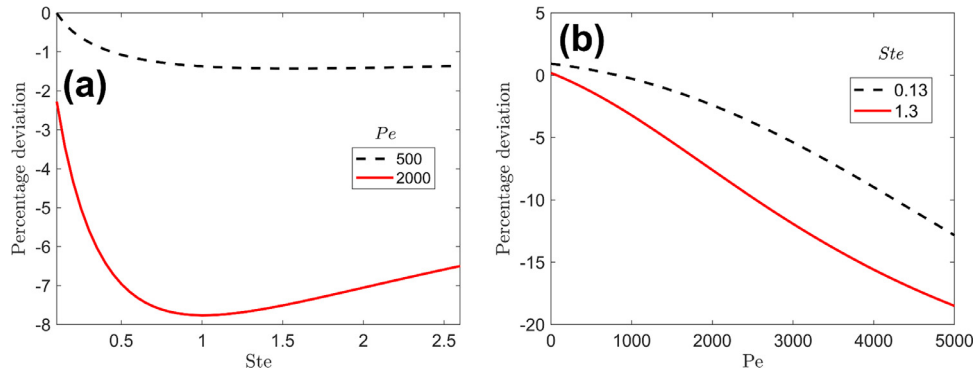 (a)
Percentage deviation
0
-1
-2
-3
-4
-5
-6
-7
-8
Pe
500
2000
0.5 1 1.5 2 2.5
Ste
(b)
Percentage deviation
5
0
-5
-10
-15
-20
Ste
0.13
1.3
0 1000 2000 3000 4000 5000
Pe